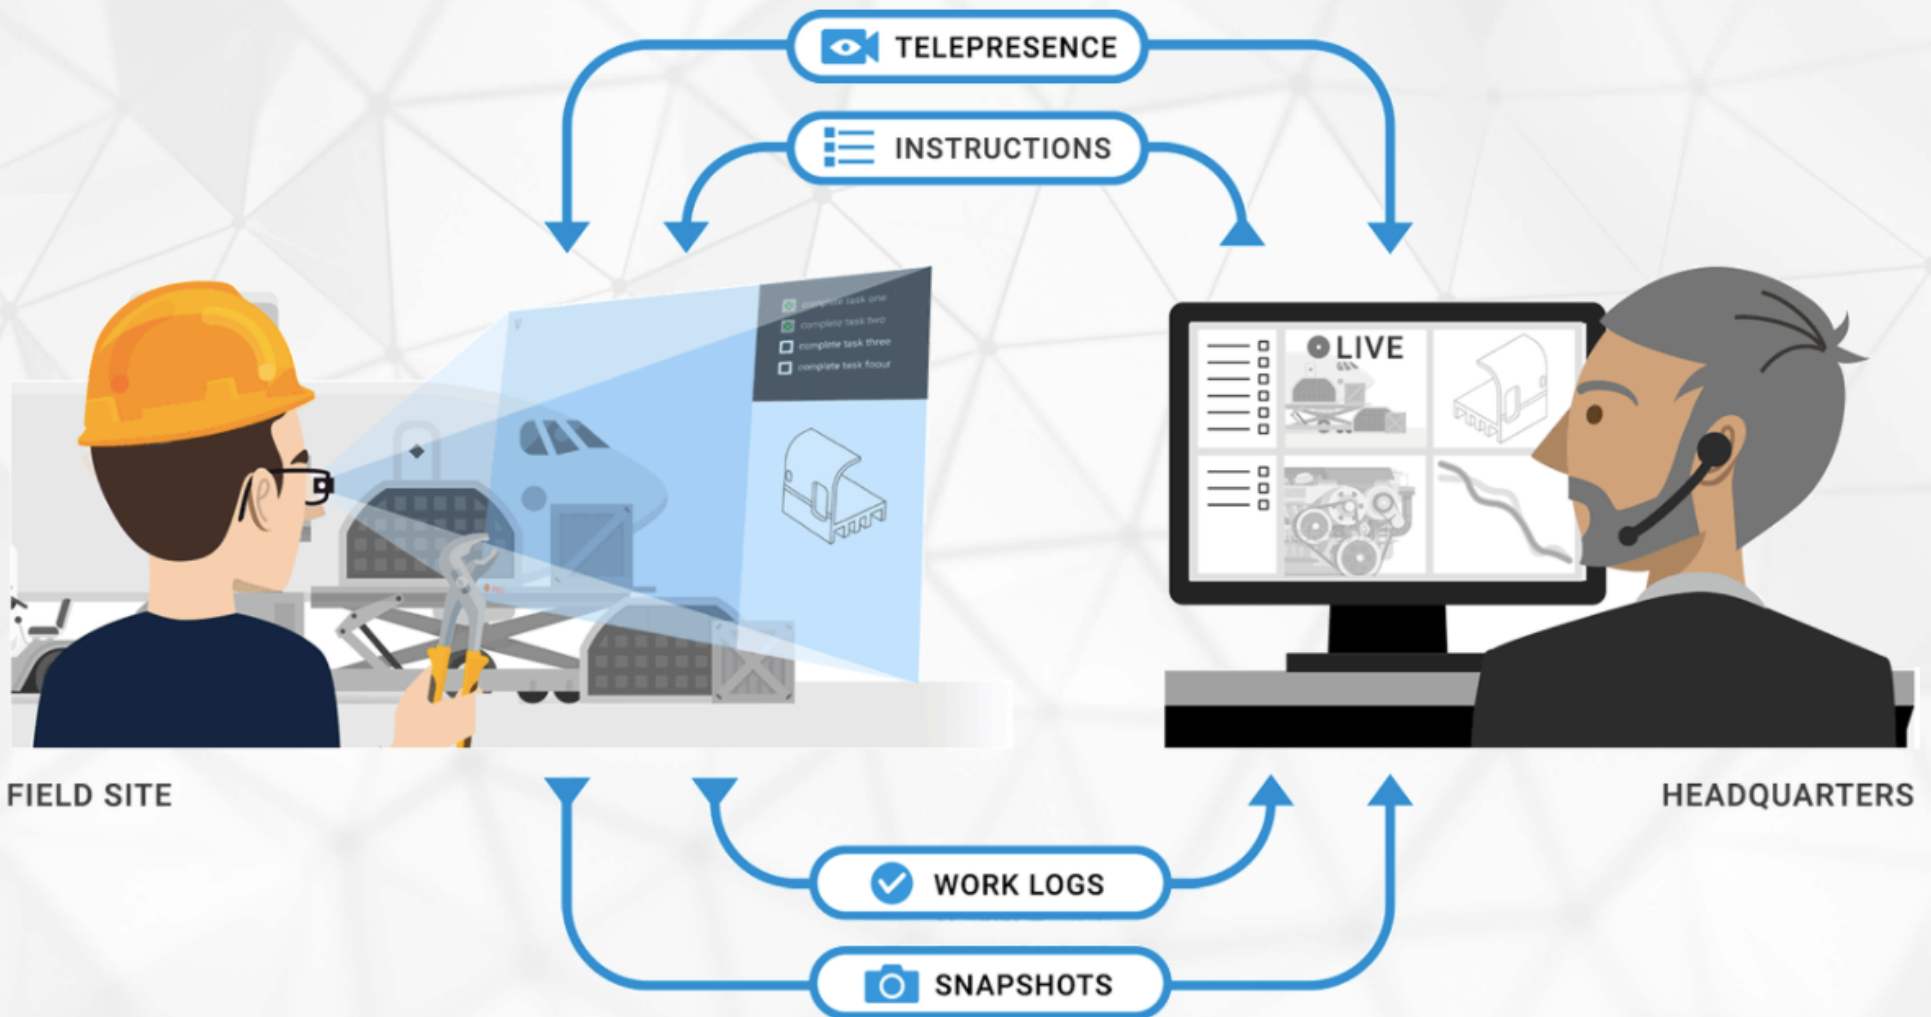 TELEPRESENCE
INSTRUCTIONS
complete task one
complete task two
complete task three
complete task foour
LIVE
FIELD SITE
HEADQUARTERS
WORK LOGS
SNAPSHOTS